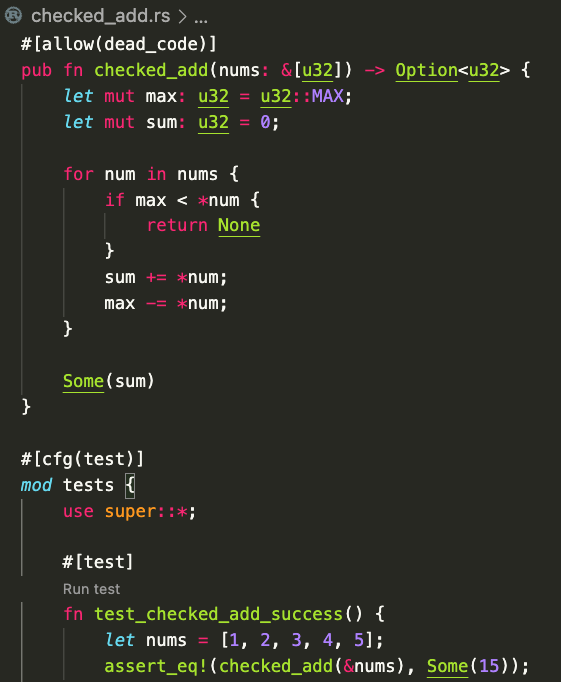 checked_add.rs > ...
#[allow(dead_code)]
pub fn checked_add(nums: &[u32]) -> Option<u32> {
    let mut max: u32 = u32::MAX;
    let mut sum: u32 = 0;

    for num in nums {
        if max < *num {
            return None
        }
        sum += *num;
        max -= *num;
    }

    Some(sum)
}

#[cfg(test)]
mod tests {
    use super::*;

    #[test]
    Run test
    fn test_checked_add_success() {
        let nums = [1, 2, 3, 4, 5];
        assert_eq!(checked_add(&nums), Some(15));